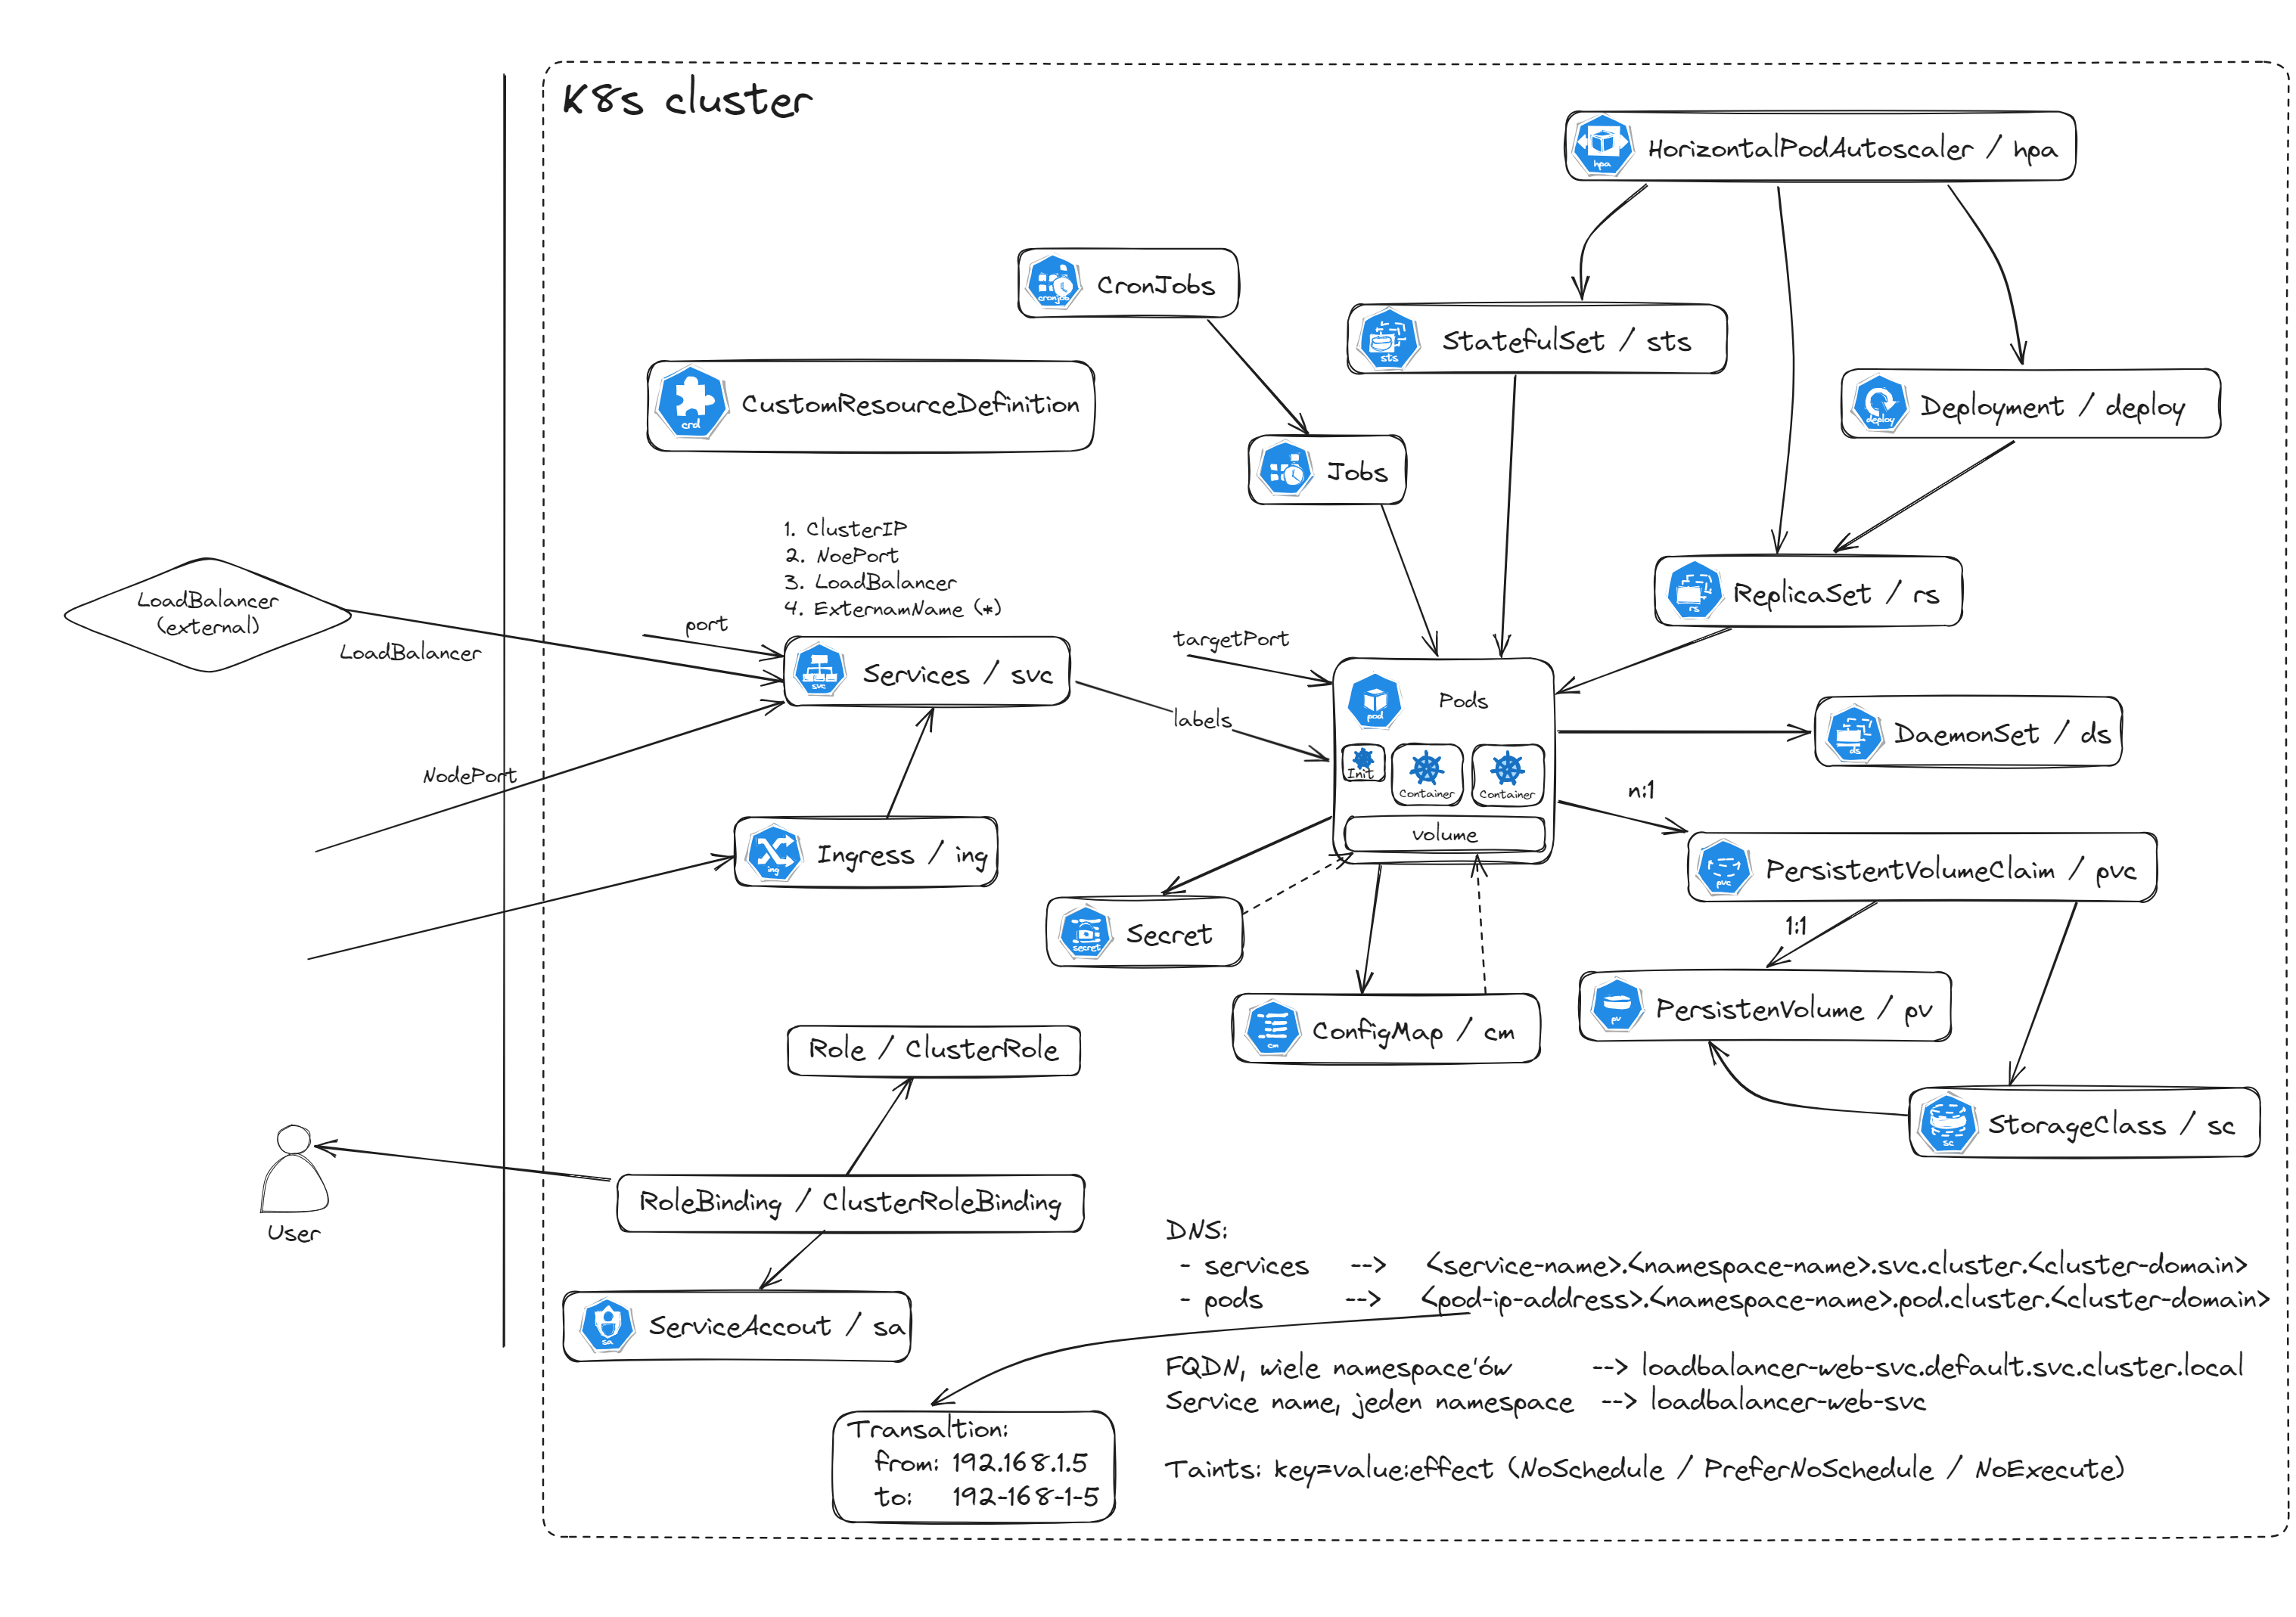 K8s cluster
hpa
HorizontalPodAutoscaler / hpa
cronjob
CronJobs
sts
StatefulSet / sts
crd
CustomResourceDefinition
deploy
Deployment / deploy
Jobs
1. ClusterIP
2. NoePort
3. LoadBalancer
4. ExternamName (*)
LoadBalancer
(external)
LoadBalancer
port
svc
Services / svc
targetPort
labels
rs
ReplicaSet / rs
pod
Pods
Init
Container
Container
volume
ds
DaemonSet / ds
NodePort
n:1
ing
Ingress / ing
pvc
PersistentVolumeClaim / pvc
1:1
secret
Secret
pv
PersistenVolume / pv
cm
ConfigMap / cm
Role / ClusterRole
sc
StorageClass / sc
User
RoleBinding / ClusterRoleBinding
sa
ServiceAccout / sa
DNS:
- services --> <service-name>.<namespace-name>.svc.cluster.<cluster-domain>
- pods --> <pod-ip-address>.<namespace-name>.pod.cluster.<cluster-domain>
FQDN, wiele namespace'ów --> loadbalancer-web-svc.default.svc.cluster.local
Service name, jeden namespace --> loadbalancer-web-svc
Taints: key=value:effect (NoSchedule / PreferNoSchedule / NoExecute)
Transaltion:
from: 192.168.1.5
to: 192-168-1-5